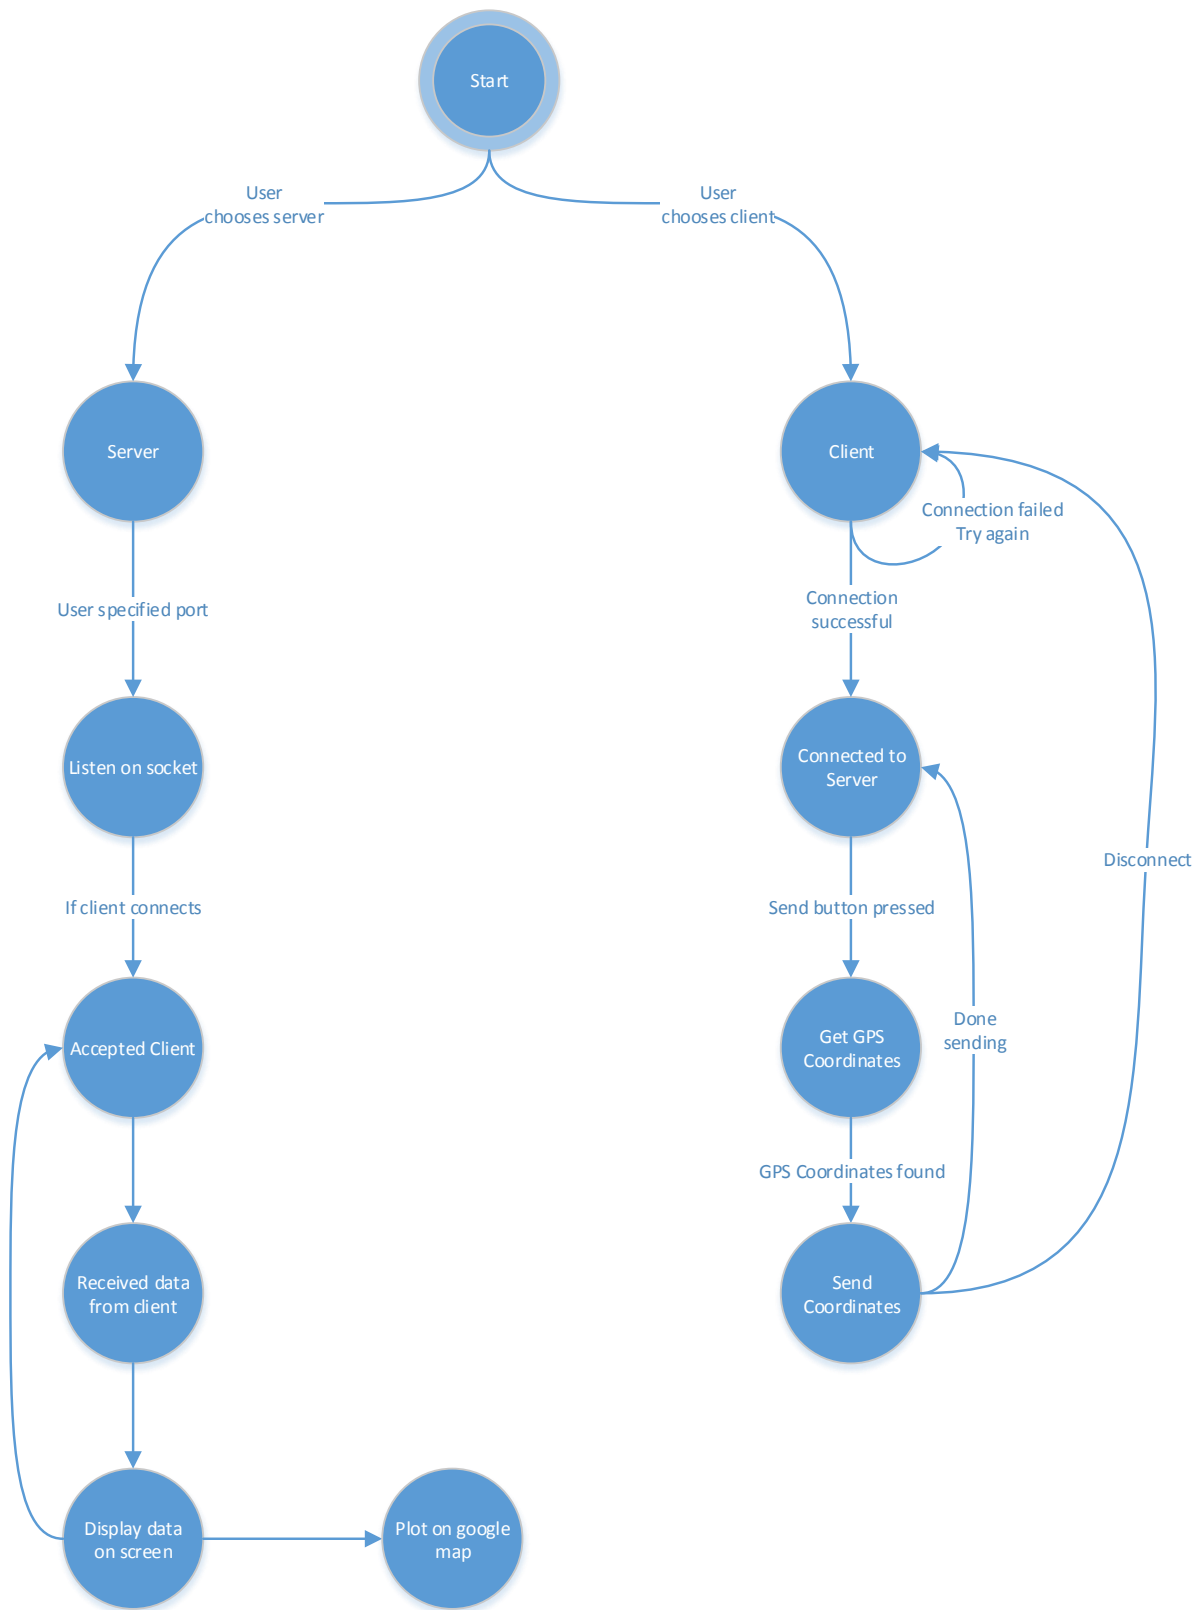 Start
User
chooses server
User
chooses client
Server
Client
Connection failed
Try again
User specified port
Connection
successful
Listen on socket
Connected to
Server
Disconnect
If client connects
Send button pressed
Accepted Client
Get GPS
Coordinates
Done
sending
GPS Coordinates found
Received data
from client
Send
Coordinates
Display data
on screen
Plot on google
map